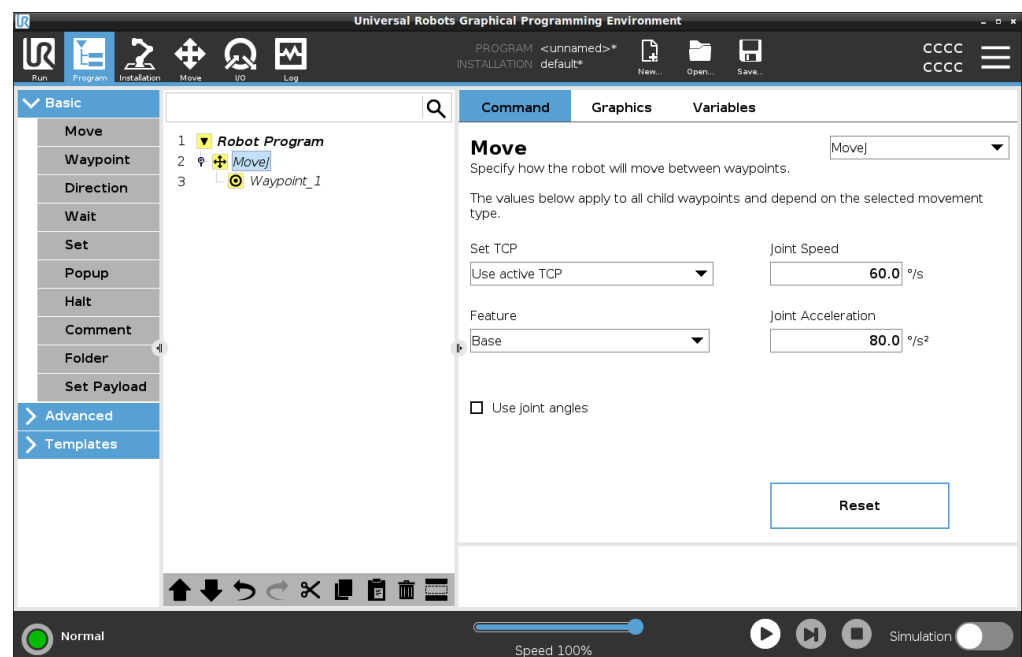 Universal Robots Graphical Programming Environment
PROGRAM <unnamed>*
INSTALLATION default*
Run Program Installation Move I/O Log
New... Open... Save...
CCCC
CCCC
Basic
Move
Waypoint
Direction
Wait
Set
Popup
Halt
Comment
Folder
Set Payload
Advanced
Templates
1 Robot Program
2 MoveJ
3 Waypoint_1
Command Graphics Variables
Move
MoveJ
Specify how the robot will move between waypoints.
The values below apply to all child waypoints and depend on the selected movement
type.
Set TCP
Use active TCP
Joint Speed
60.0 °/s
Feature
Base
Joint Acceleration
80.0 °/s²
Use joint angles
Reset
Normal
Speed 100%
Simulation